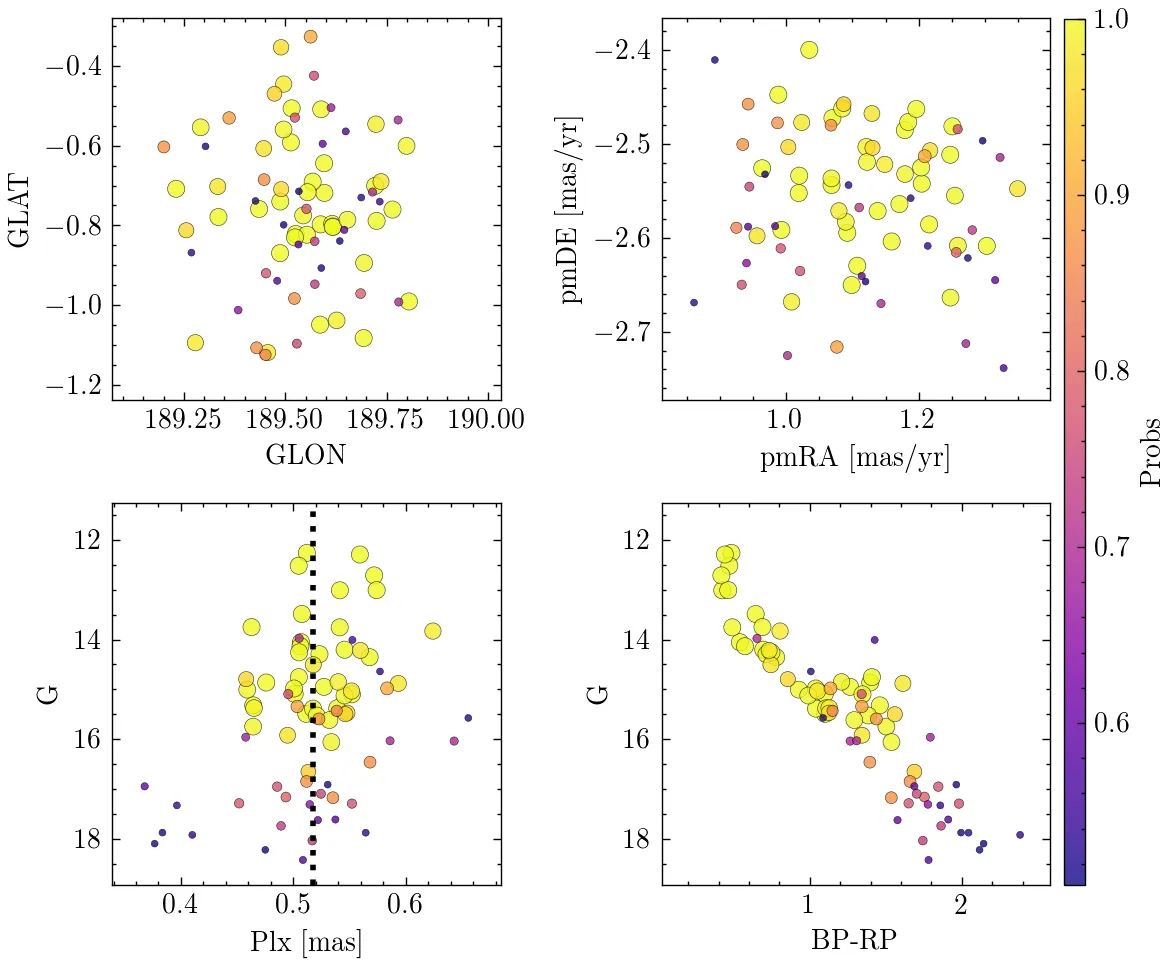 −0.4
−0.6
−0.8
−1.0
−1.2
GLAT
189.25 189.50 189.75 190.00
GLON
−2.4
−2.5
−2.6
−2.7
pmDE [mas/yr]
1.0 1.2
pmRA [mas/yr]
12
14
16
18
G
0.4 0.5 0.6
Plx [mas]
12
14
16
18
G
1 2
BP-RP
1.0
0.9
0.8
0.7
0.6
Probs